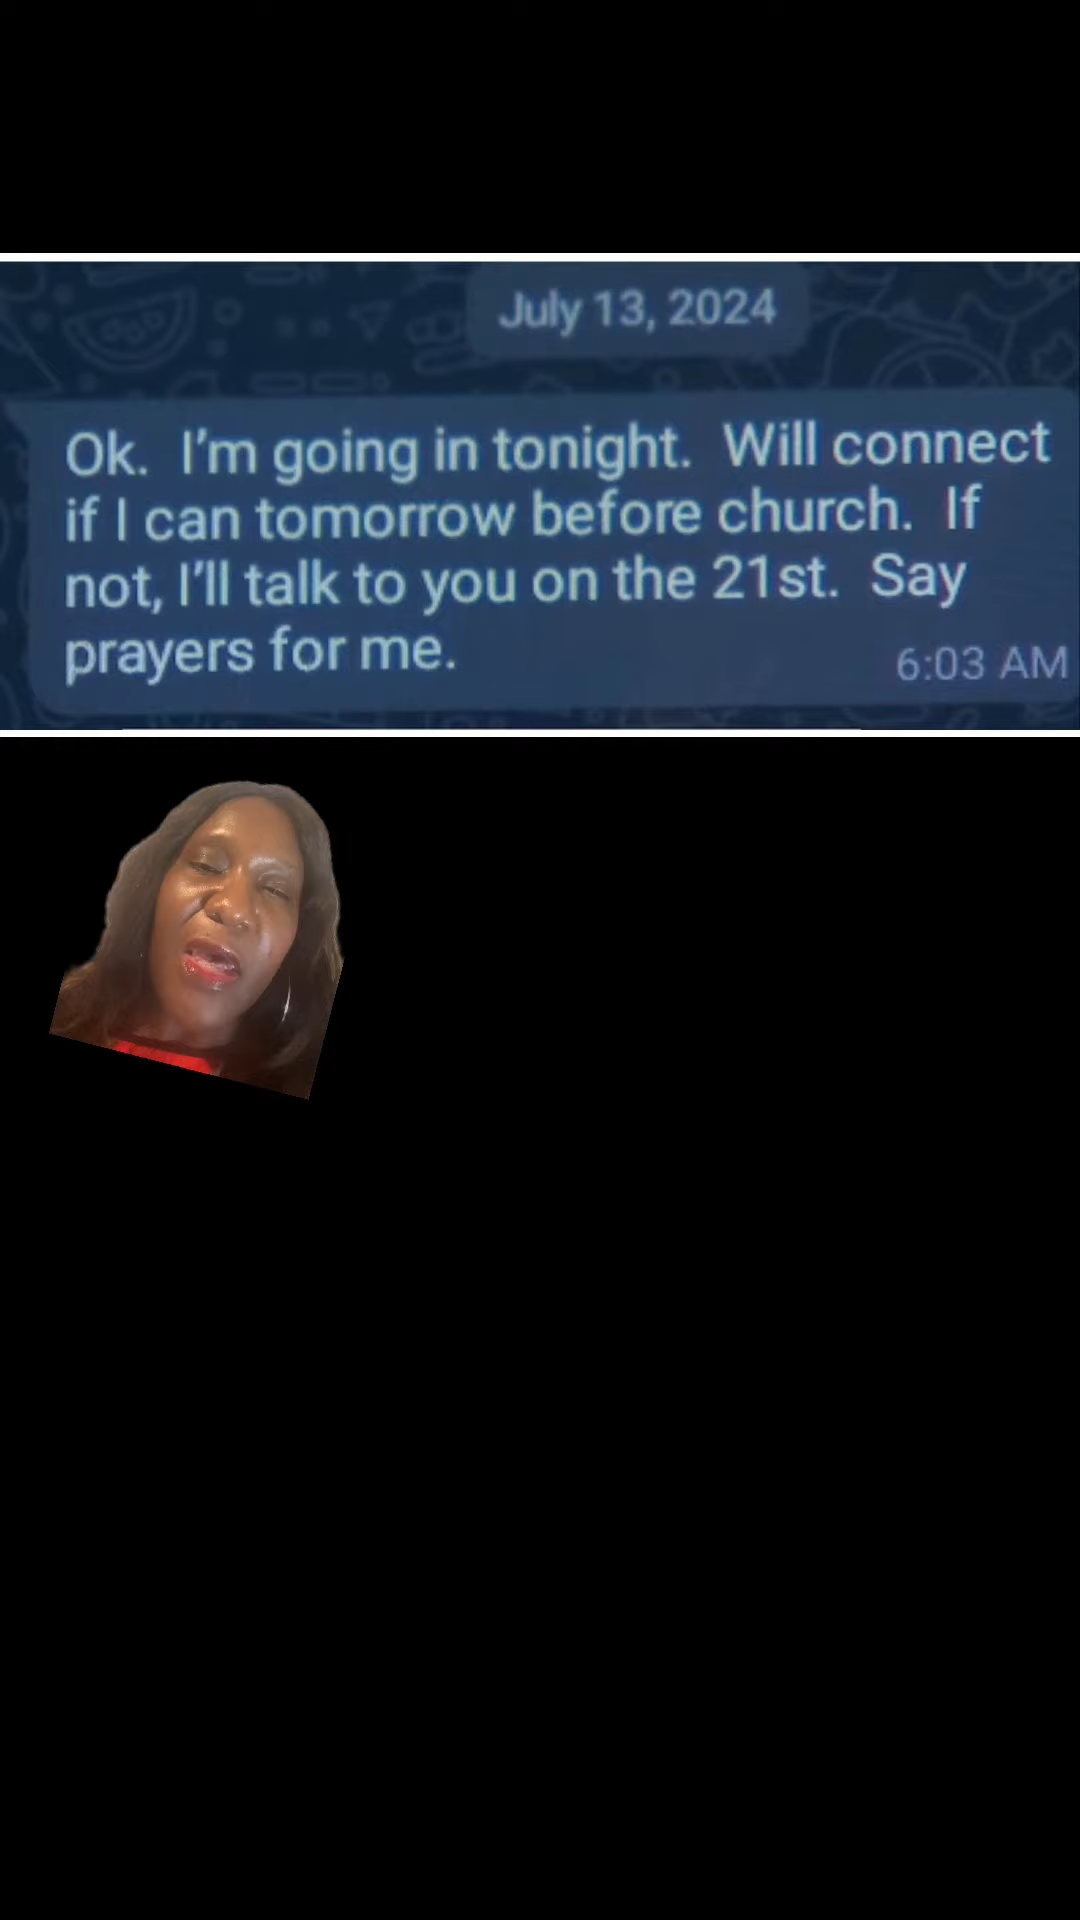 July 13, 2024
Ok.  I'm going in tonight.  Will connect
if I can tomorrow before church.  If
not, I'll talk to you on the 21st.  Say
prayers for me.
6:03 AM